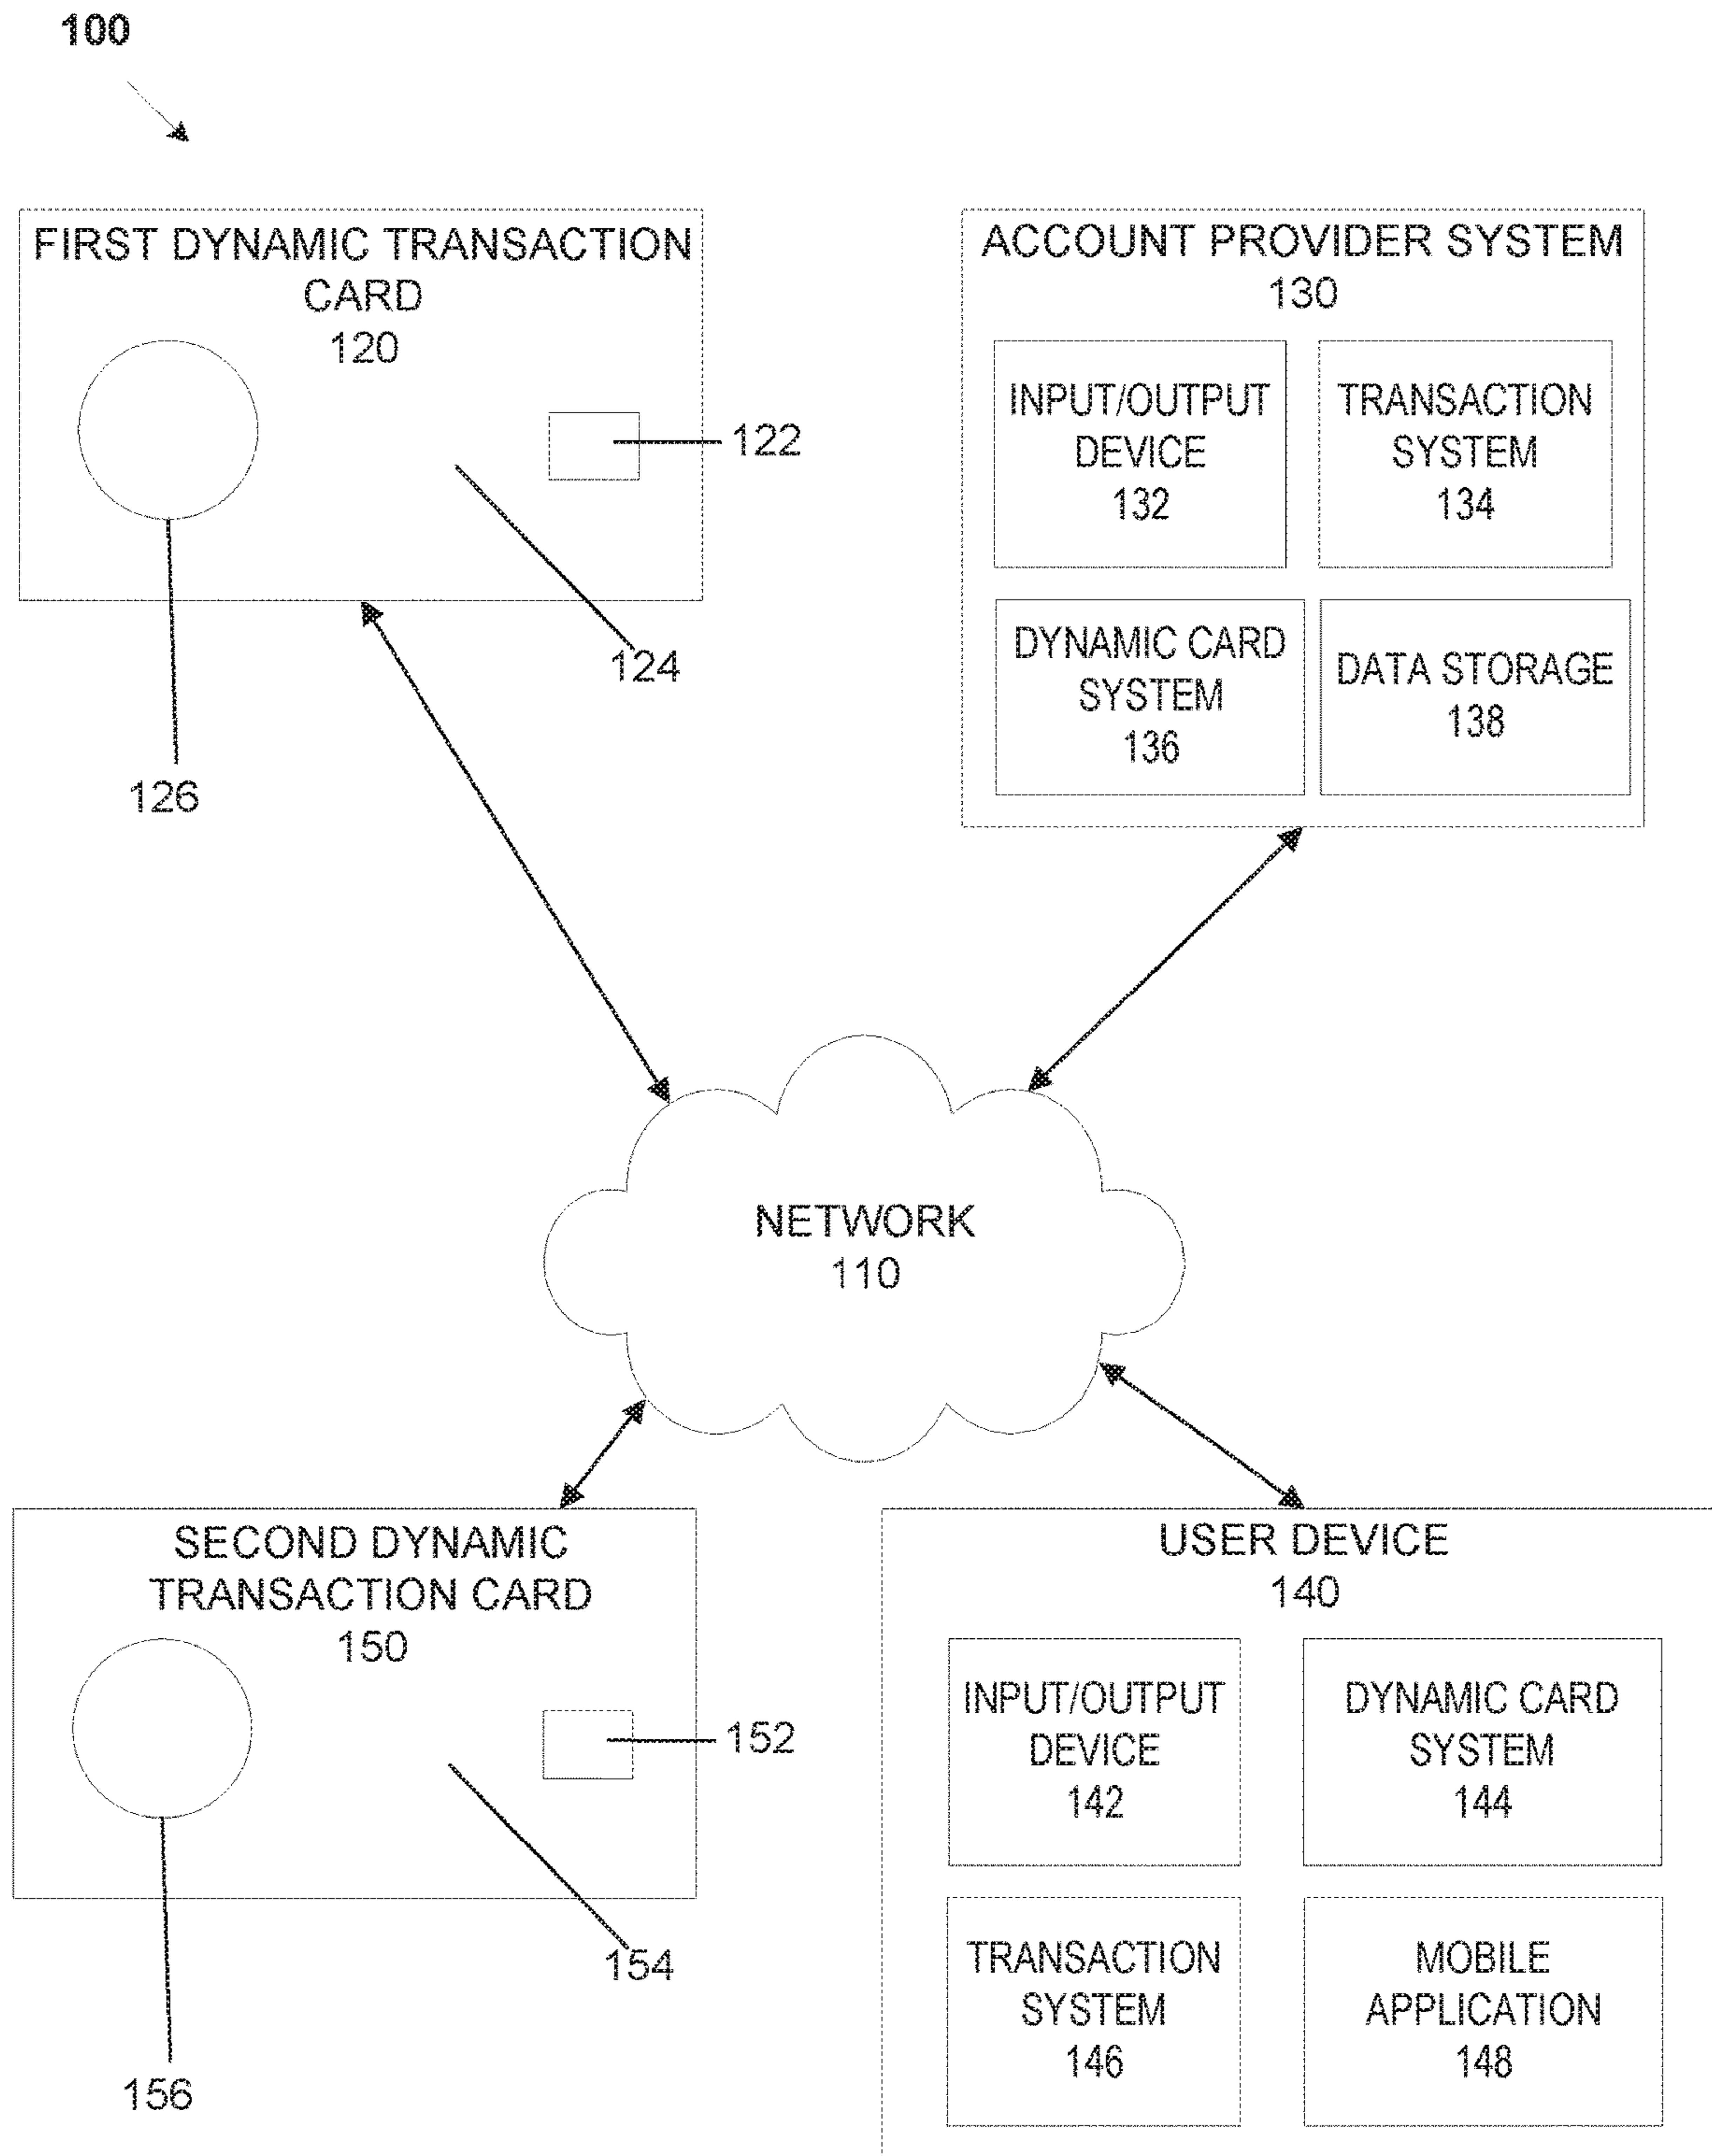 100
FIRST DYNAMIC TRANSACTION
CARD
120
122
124
126
ACCOUNT PROVIDER SYSTEM
130
INPUT/OUTPUT
DEVICE
132
TRANSACTION
SYSTEM
134
DYNAMIC CARD
SYSTEM
136
DATA STORAGE
138
NETWORK
110
SECOND DYNAMIC
TRANSACTION CARD
150
152
154
156
USER DEVICE
140
INPUT/OUTPUT
DEVICE
142
DYNAMIC CARD
SYSTEM
144
TRANSACTION
SYSTEM
146
MOBILE
APPLICATION
148